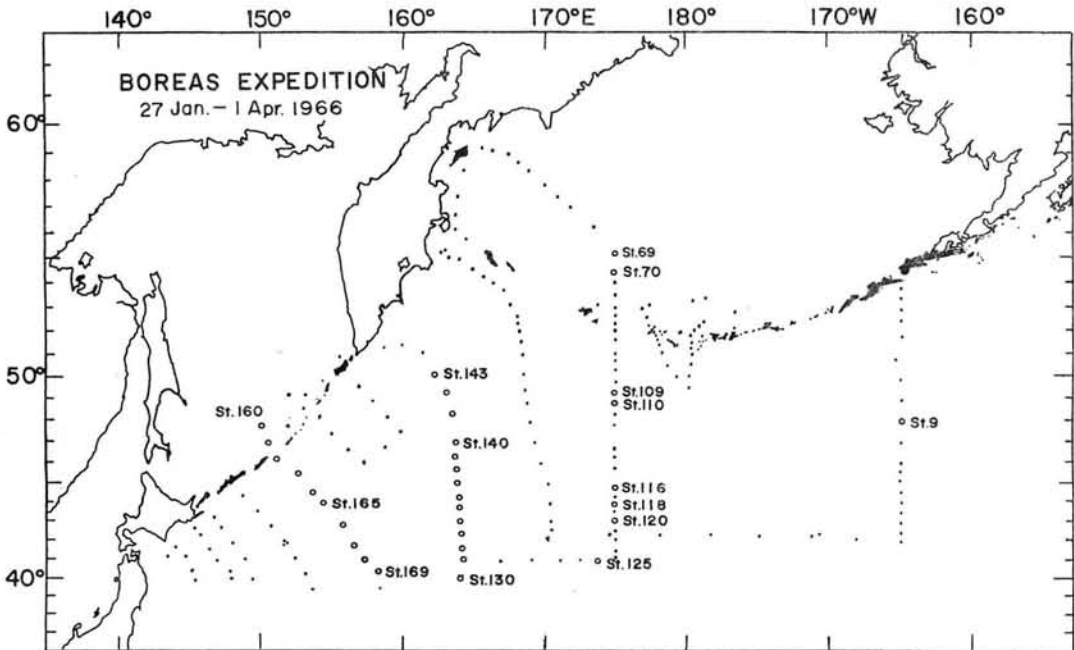 140° 150° 160° 170°E 180° 170°W 160°
BOREAS EXPEDITION
27 Jan. – 1 Apr. 1966
60°
St.69
St.70
50°
St.143
St.109
St.110
St.160
St.9
St.140
St.116
St.165
St.118
St.120
St.125
St.169
40°
St.130